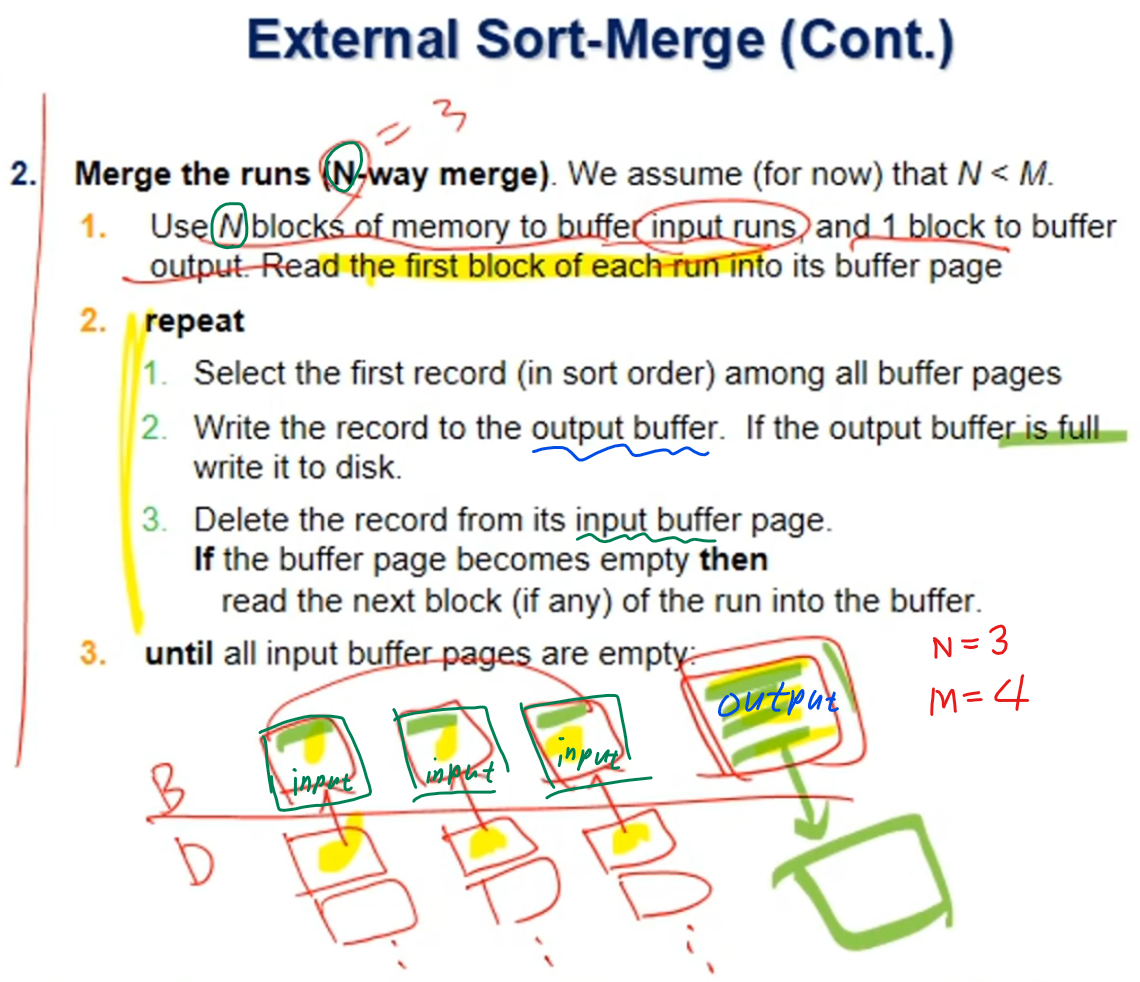 External Sort-Merge (Cont.)
= 3
2. Merge the runs (N-way merge). We assume (for now) that N < M.
1. Use N blocks of memory to buffer input runs, and 1 block to buffer
output. Read the first block of each run into its buffer page
2. repeat
1. Select the first record (in sort order) among all buffer pages
2. Write the record to the output buffer. If the output buffer is full
write it to disk.
3. Delete the record from its input buffer page.
If the buffer page becomes empty then
read the next block (if any) of the run into the buffer.
3. until all input buffer pages are empty:
N = 3
M = 4
output
input input input
B
D